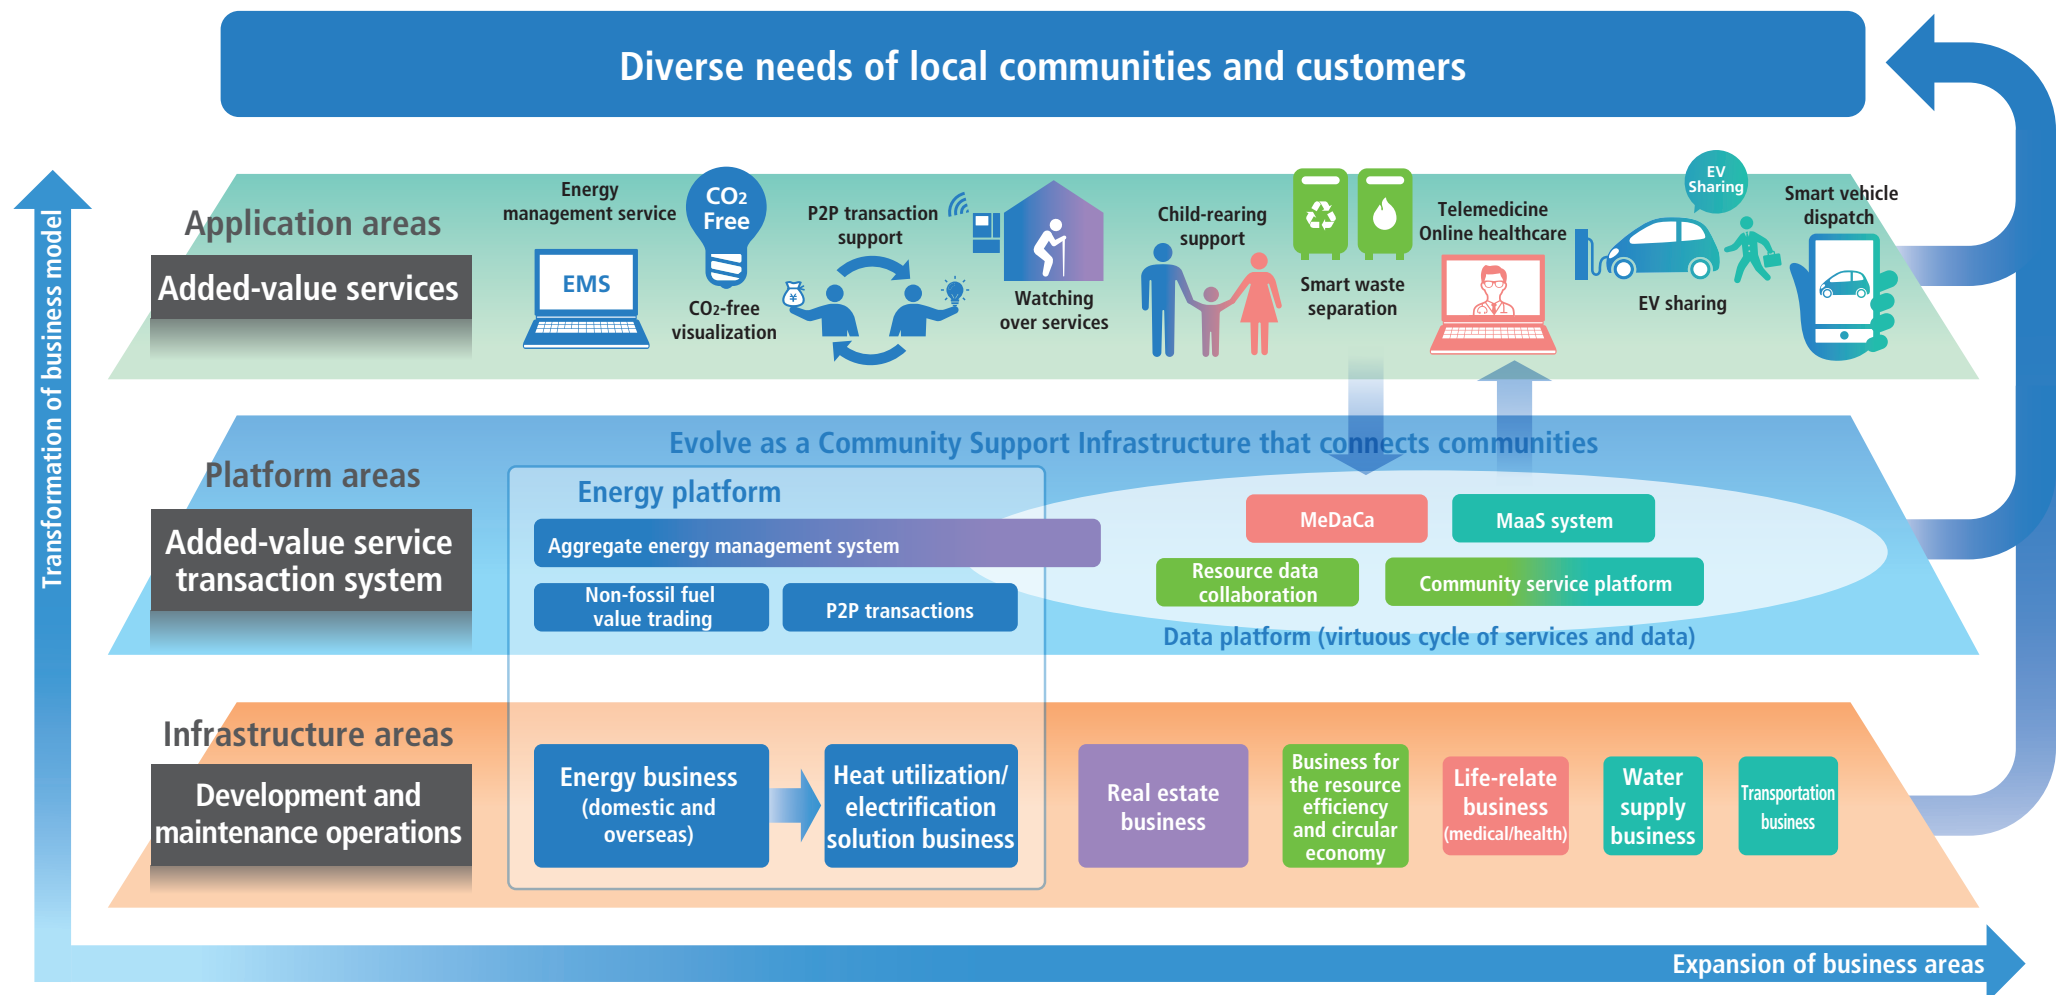 Diverse needs of local communities and customers
Transformation of business model
Application areas
Added-value services
Energy
management service
EMS
CO2
Free
CO2-free
visualization
P2P transaction
support
¥
Watching
over services
Child-rearing
support
Smart waste
separation
Telemedicine
Online healthcare
EV
Sharing
EV sharing
Smart vehicle
dispatch
Evolve as a Community Support Infrastructure that connects communities
Platform areas
Added-value service
transaction system
Energy platform
Aggregate energy management system
Non-fossil fuel
value trading
P2P transactions
MeDaCa
MaaS system
Resource data
collaboration
Community service platform
Data platform (virtuous cycle of services and data)
Infrastructure areas
Development and
maintenance operations
Energy business
(domestic and
overseas)
Heat utilization/
electrification
solution business
Real estate
business
Business for
the resource
efficiency
and circular
economy
Life-relate
business
(medical/health)
Water
supply
business
Transportation
business
Expansion of business areas